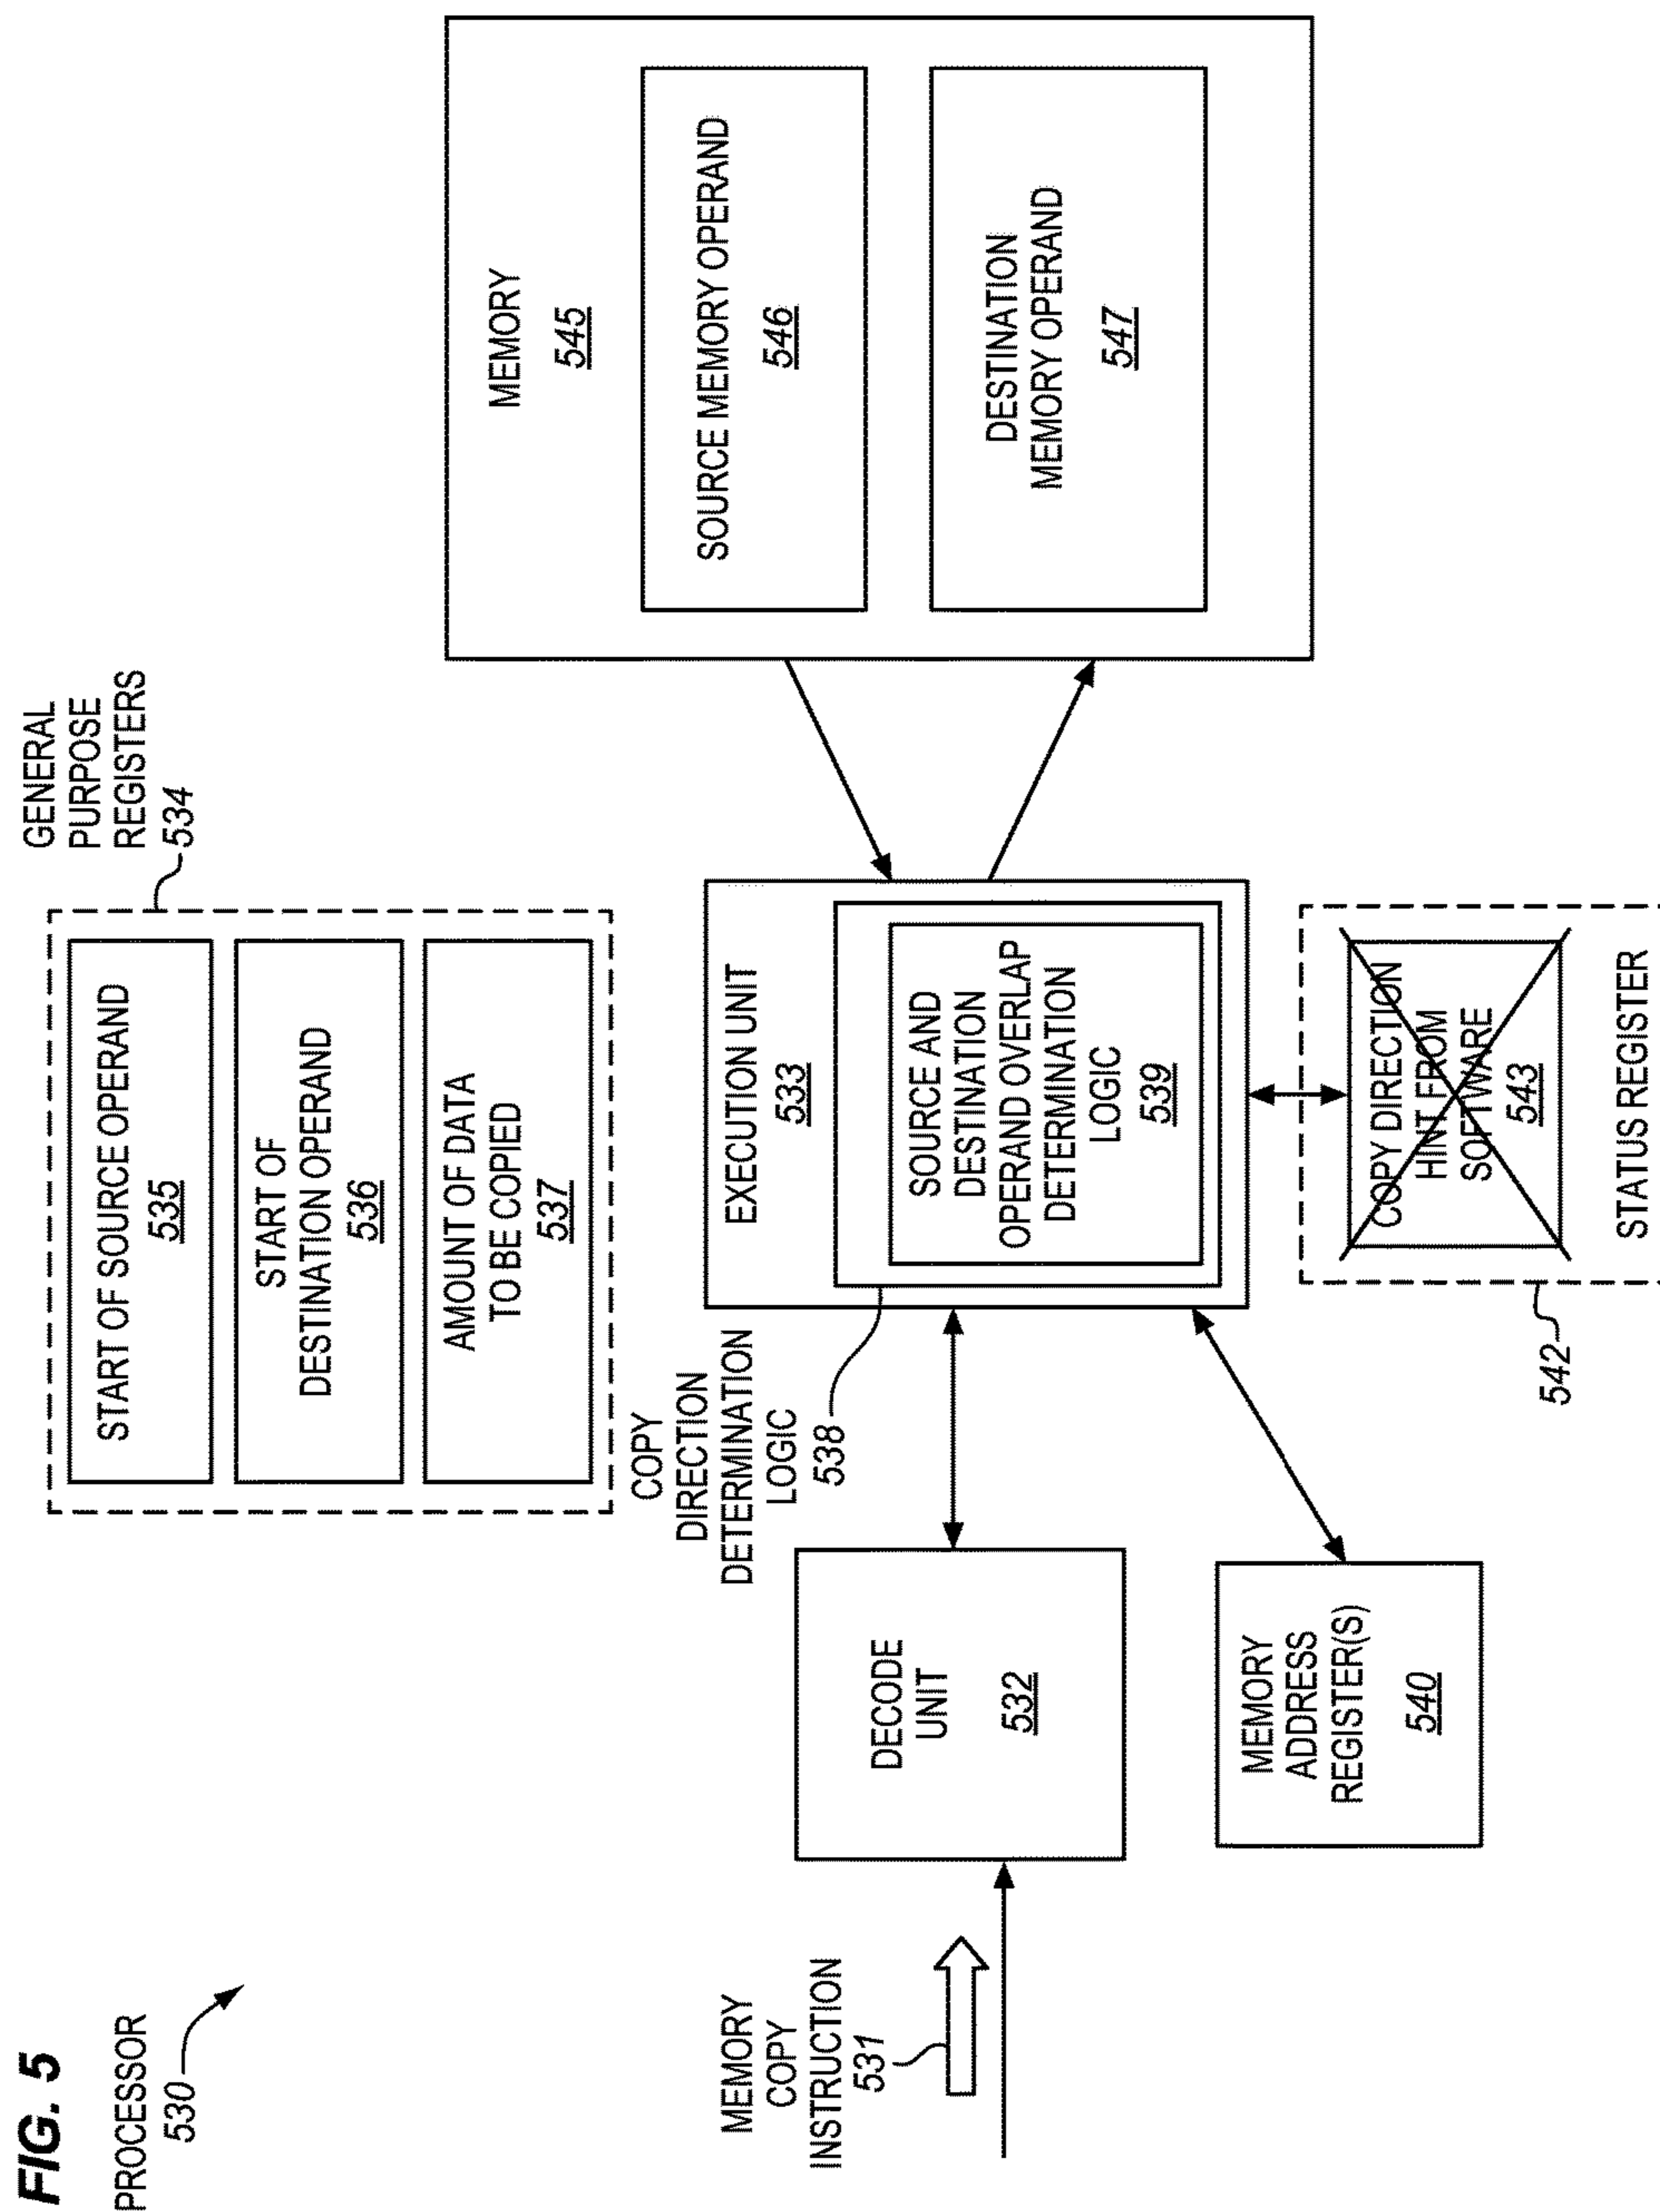 FIG. 5
PROCESSOR
530
GENERAL
PURPOSE
REGISTERS
534
START OF SOURCE OPERAND
535
START OF
DESTINATION OPERAND
536
AMOUNT OF DATA
TO BE COPIED
537
COPY
DIRECTION
DETERMINATION
LOGIC
538
MEMORY
COPY
INSTRUCTION
531
DECODE
UNIT
532
EXECUTION UNIT
533
SOURCE AND
DESTINATION
OPERAND OVERLAP
DETERMINATION
LOGIC
539
MEMORY
545
SOURCE MEMORY OPERAND
546
DESTINATION
MEMORY OPERAND
547
MEMORY
ADDRESS
REGISTER(S)
540
COPY DIRECTION
HINT FROM
SOFTWARE
543
STATUS REGISTER
542